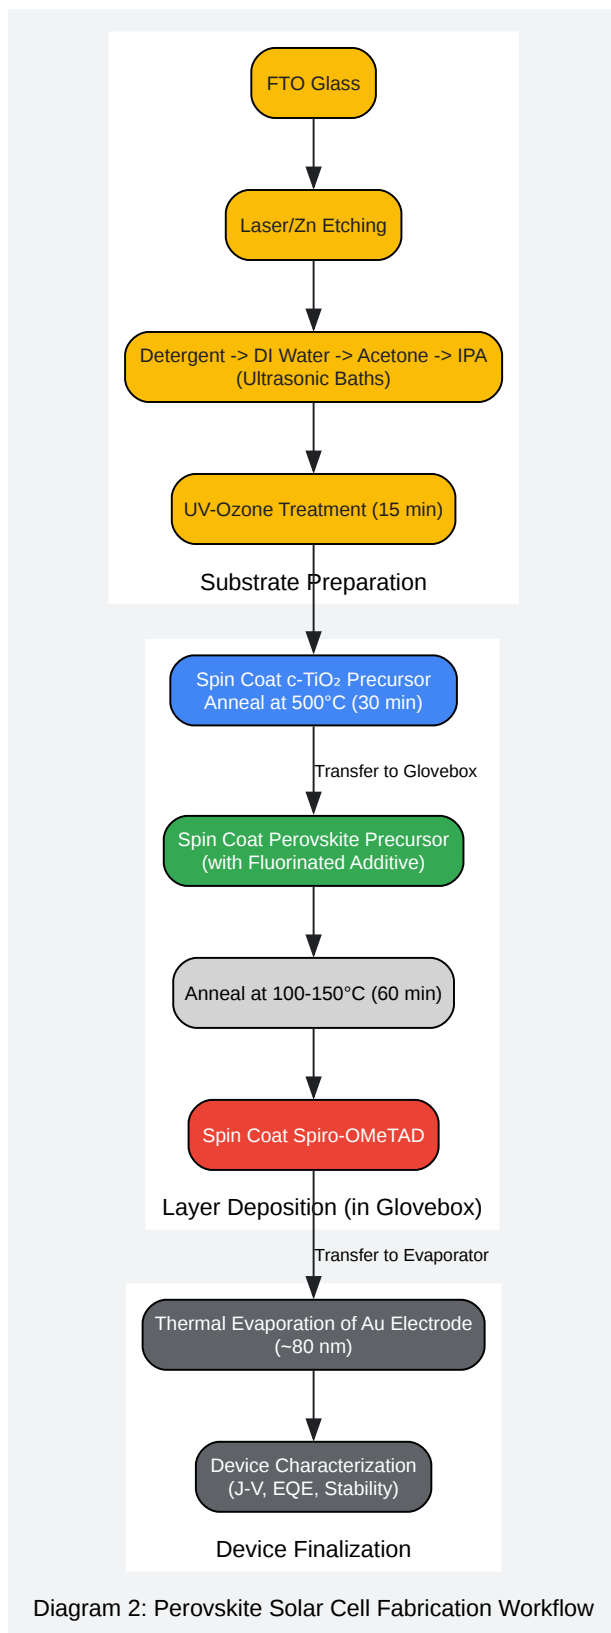 FTO Glass
Laser/Zn Etching
Detergent -> DI Water -> Acetone -> IPA
(Ultrasonic Baths)
UV-Ozone Treatment (15 min)
Substrate Preparation
Spin Coat c-TiO₂ Precursor
Anneal at 500°C (30 min)
Transfer to Glovebox
Spin Coat Perovskite Precursor
(with Fluorinated Additive)
Anneal at 100-150°C (60 min)
Spin Coat Spiro-OMeTAD
Layer Deposition (in Glovebox)
Transfer to Evaporator
Thermal Evaporation of Au Electrode
(~80 nm)
Device Characterization
(J-V, EQE, Stability)
Device Finalization
Diagram 2: Perovskite Solar Cell Fabrication Workflow